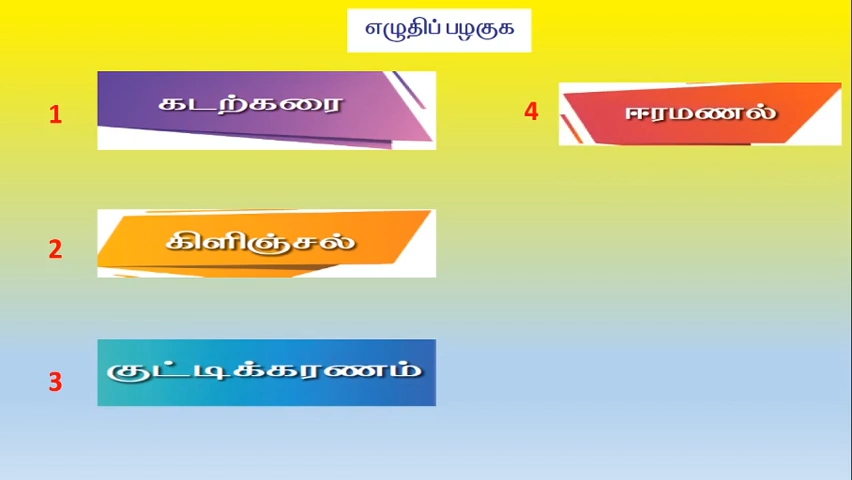 எழுதிப் பழகுக
1 கடற்கரை
2 கிளிஞ்சல்
3 குட்டிக்கரணம்
4 ஈரமணல்